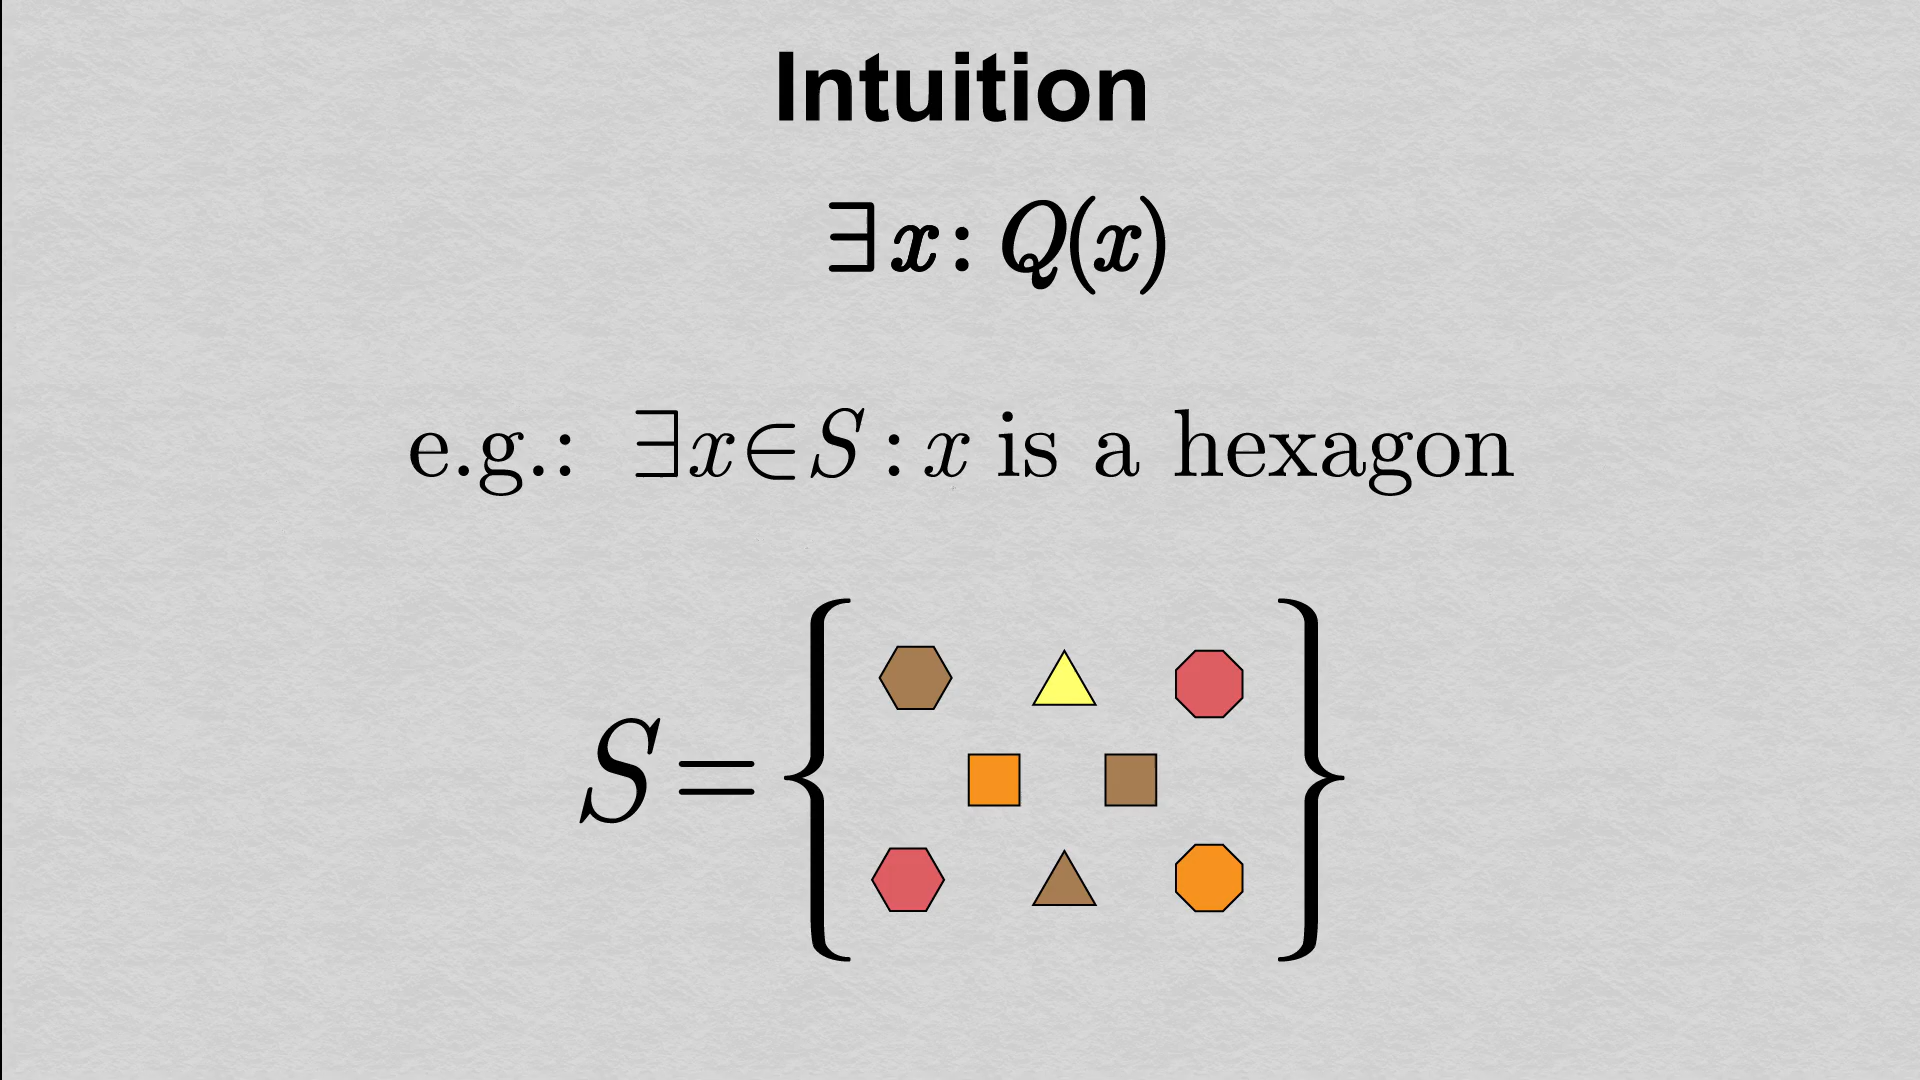 Intuition
∃x: Q(x)
e.g.: ∃x∈S : x is a hexagon
S = { }